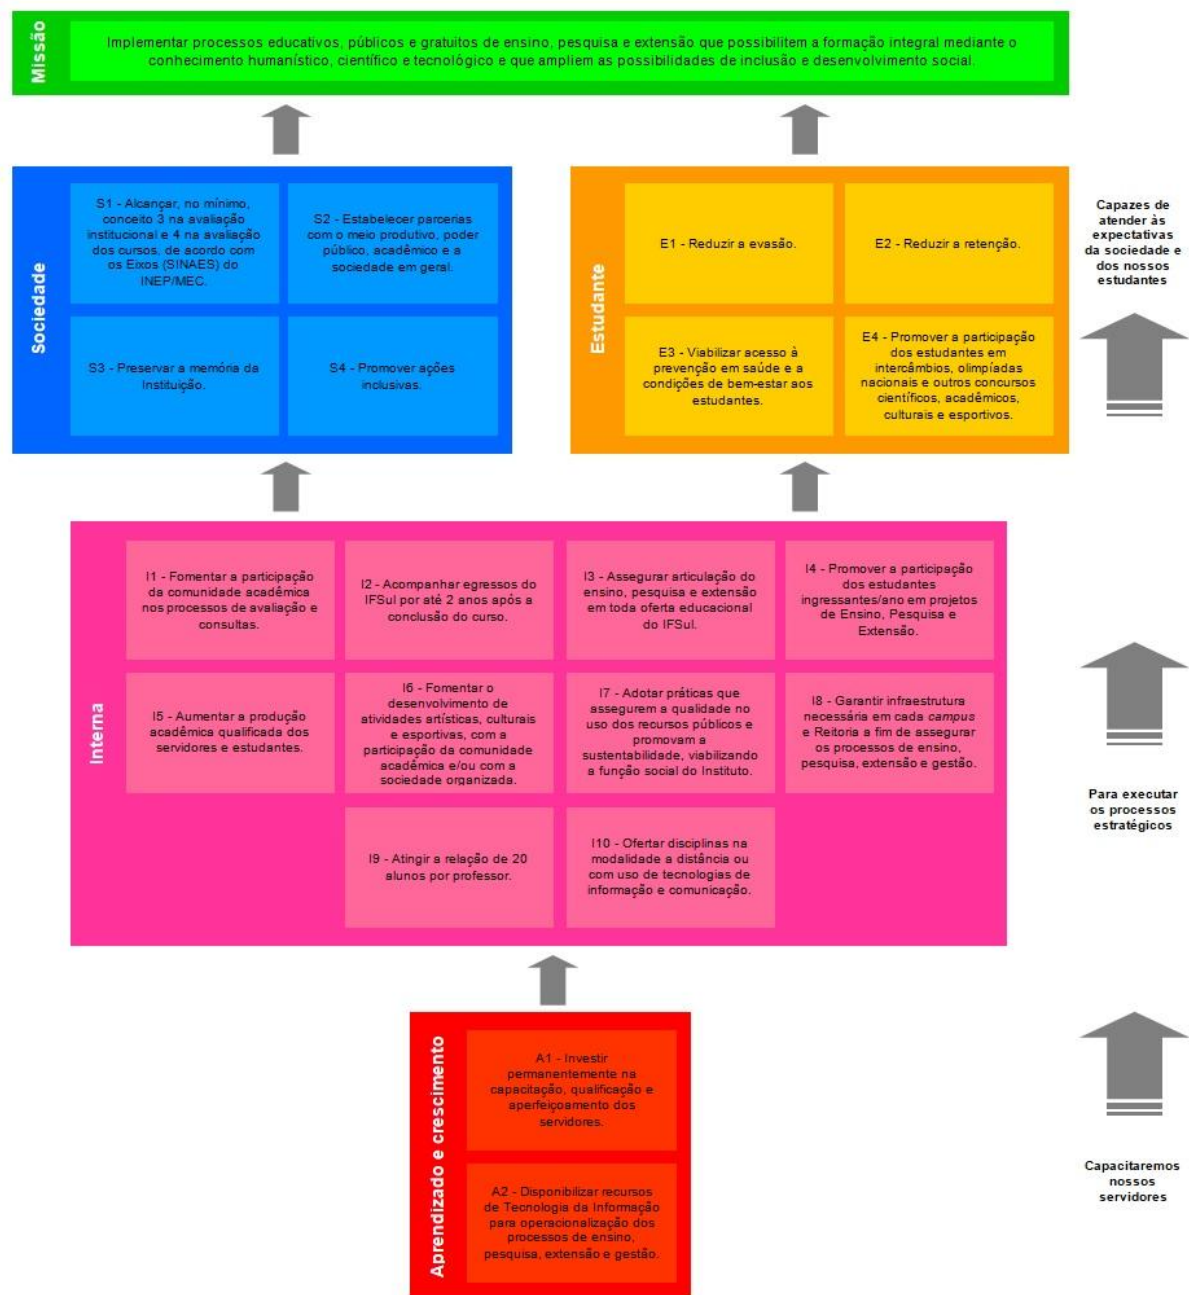 Missão
Implementar processos educativos, públicos e gratuitos de ensino, pesquisa e extensão que possibilitem a formação integral mediante o
conhecimento humanístico, científico e tecnológico e que ampliem as possibilidades de inclusão e desenvolvimento social.
Sociedade
S1 - Alcançar, no mínimo,
conceito 3 na avaliação
institucional e 4 na avaliação
dos cursos, de acordo com
os Eixos (SINAES) do
INEP/MEC.
S2 - Estabelecer parcerias
com o meio produtivo, poder
público, acadêmico e a
sociedade em geral.
S3 - Preservar a memória da
Instituição.
S4 - Promover ações
inclusivas.
Estudante
E1 - Reduzir a evasão.
E2 - Reduzir a retenção.
E3 - Viabilizar acesso à
prevenção em saúde e a
condições de bem-estar aos
estudantes.
E4 - Promover a participação
dos estudantes em
intercâmbios, olimpíadas
nacionais e outros concursos
científicos, acadêmicos,
culturais e esportivos.
Capazes de
atender às
expectativas
da sociedade e
dos nossos
estudantes
Interna
I1 - Fomentar a participação
da comunidade acadêmica
nos processos de avaliação e
consultas.
I2 - Acompanhar egressos do
IFSul por até 2 anos após a
conclusão do curso.
I3 - Assegurar articulação do
ensino, pesquisa e extensão
em toda oferta educacional
do IFSul.
I4 - Promover a participação
dos estudantes
ingressantes/ano em projetos
de Ensino, Pesquisa e
Extensão.
I5 - Aumentar a produção
acadêmica qualificada dos
servidores e estudantes.
I6 - Fomentar o
desenvolvimento de
atividades artísticas, culturais
e esportivas, com a
participação da comunidade
acadêmica e/ou com a
sociedade organizada.
I7 - Adotar práticas que
assegurem a qualidade no
uso dos recursos públicos e
promovam a
sustentabilidade, viabilizando
a função social do Instituto.
I8 - Garantir infraestrutura
necessária em cada campus
e Reitoria a fim de assegurar
os processos de ensino,
pesquisa, extensão e gestão.
I9 - Atingir a relação de 20
alunos por professor.
I10 - Ofertar disciplinas na
modalidade a distância ou
com uso de tecnologias de
informação e comunicação.
Para executar
os processos
estratégicos
Aprendizado e crescimento
A1 - Investir
permanentemente na
capacitação, qualificação e
aperfeiçoamento dos
servidores.
A2 - Disponibilizar recursos
de Tecnologia da Informação
para operacionalização dos
processos de ensino,
pesquisa, extensão e gestão.
Capacitaremos
nossos
servidores